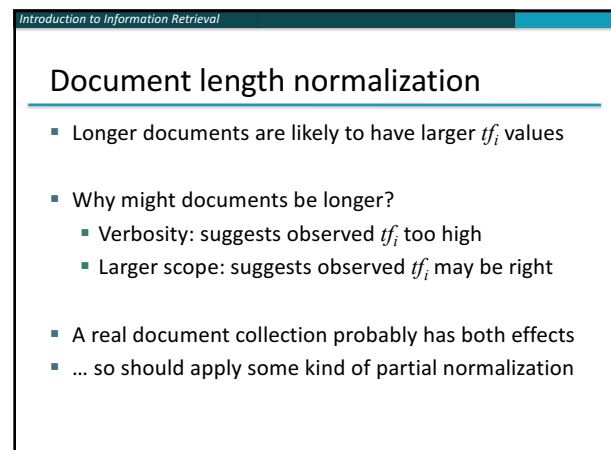 Introduction to Information Retrieval
Document length normalization
▪ Longer documents are likely to have larger tfi values
▪ Why might documents be longer?
▪ Verbosity: suggests observed tfi too high
▪ Larger scope: suggests observed tfi may be right
▪ A real document collection probably has both effects
▪ … so should apply some kind of partial normalization